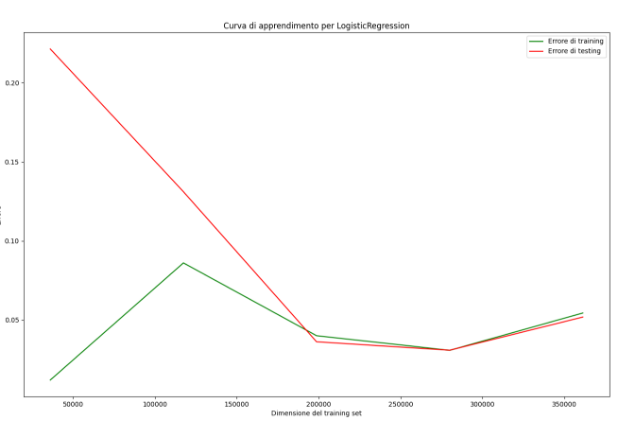 Curva di apprendimento per LogisticRegression
Errore di training
Errore di testing
0.20
0.15
0.10
0.05
50000 100000 150000 200000 250000 300000 350000
Dimensione del training set